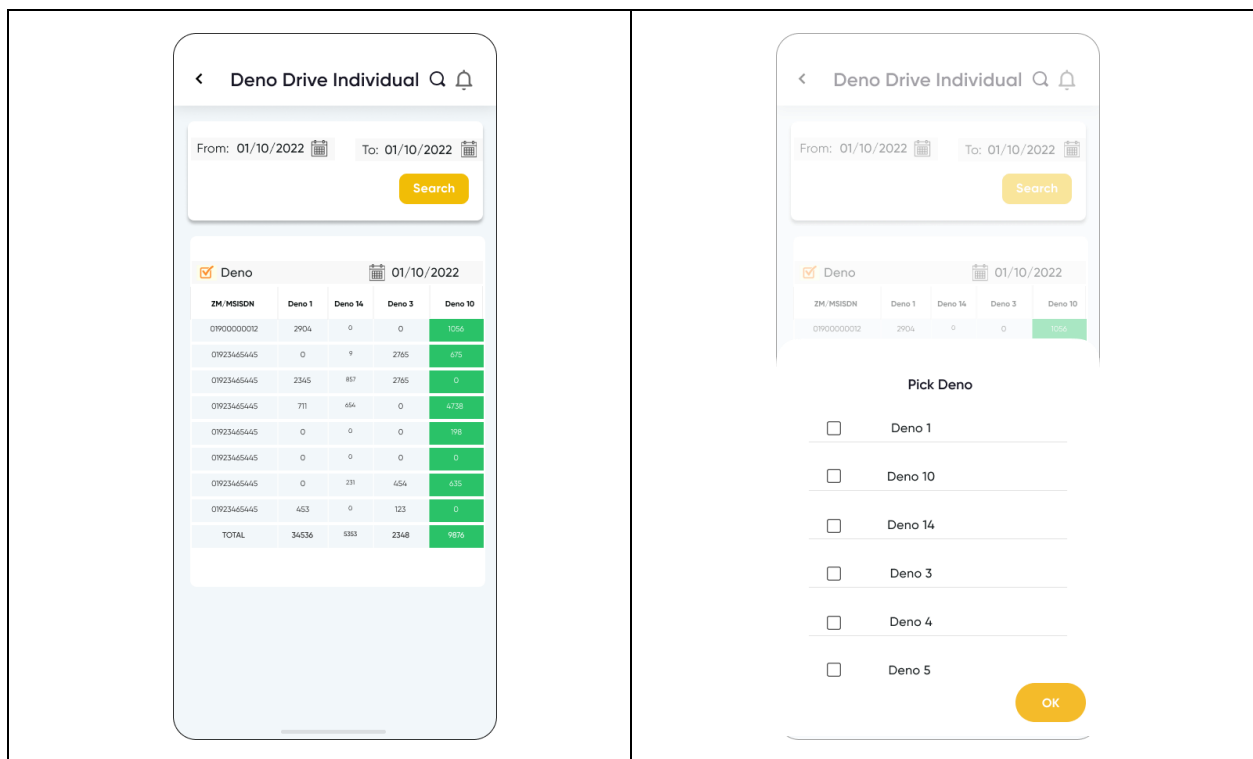 Deno Drive Individual
From: 01/10/2022 To: 01/10/2022
Search
Deno 01/10/2022
ZM/MSISDN Deno 1 Deno 14 Deno 3 Deno 10
01900000012 2904 0 0 1056
01923465445 0 9 2765 675
01923465445 2345 857 2765 0
01923465445 711 654 0 4738
01923465445 0 0 0 198
01923465445 0 0 0 0
01923465445 0 231 454 635
01923465445 453 0 123 0
TOTAL 34536 5353 2348 9876
Deno Drive Individual
From: 01/10/2022 To: 01/10/2022
Search
Deno 01/10/2022
ZM/MSISDN Deno 1 Deno 14 Deno 3 Deno 10
01900000012 2904 0 0 1056
Pick Deno
Deno 1
Deno 10
Deno 14
Deno 3
Deno 4
Deno 5
OK